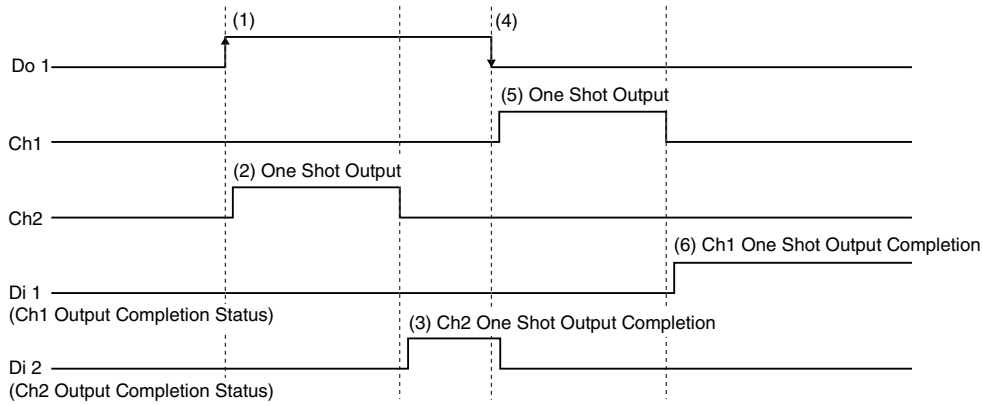 (1)
(4)
Do 1
(5) One Shot Output
Ch1
(2) One Shot Output
Ch2
(6) Ch1 One Shot Output Completion
Di 1
(Ch1 Output Completion Status)
(3) Ch2 One Shot Output Completion
Di 2
(Ch2 Output Completion Status)